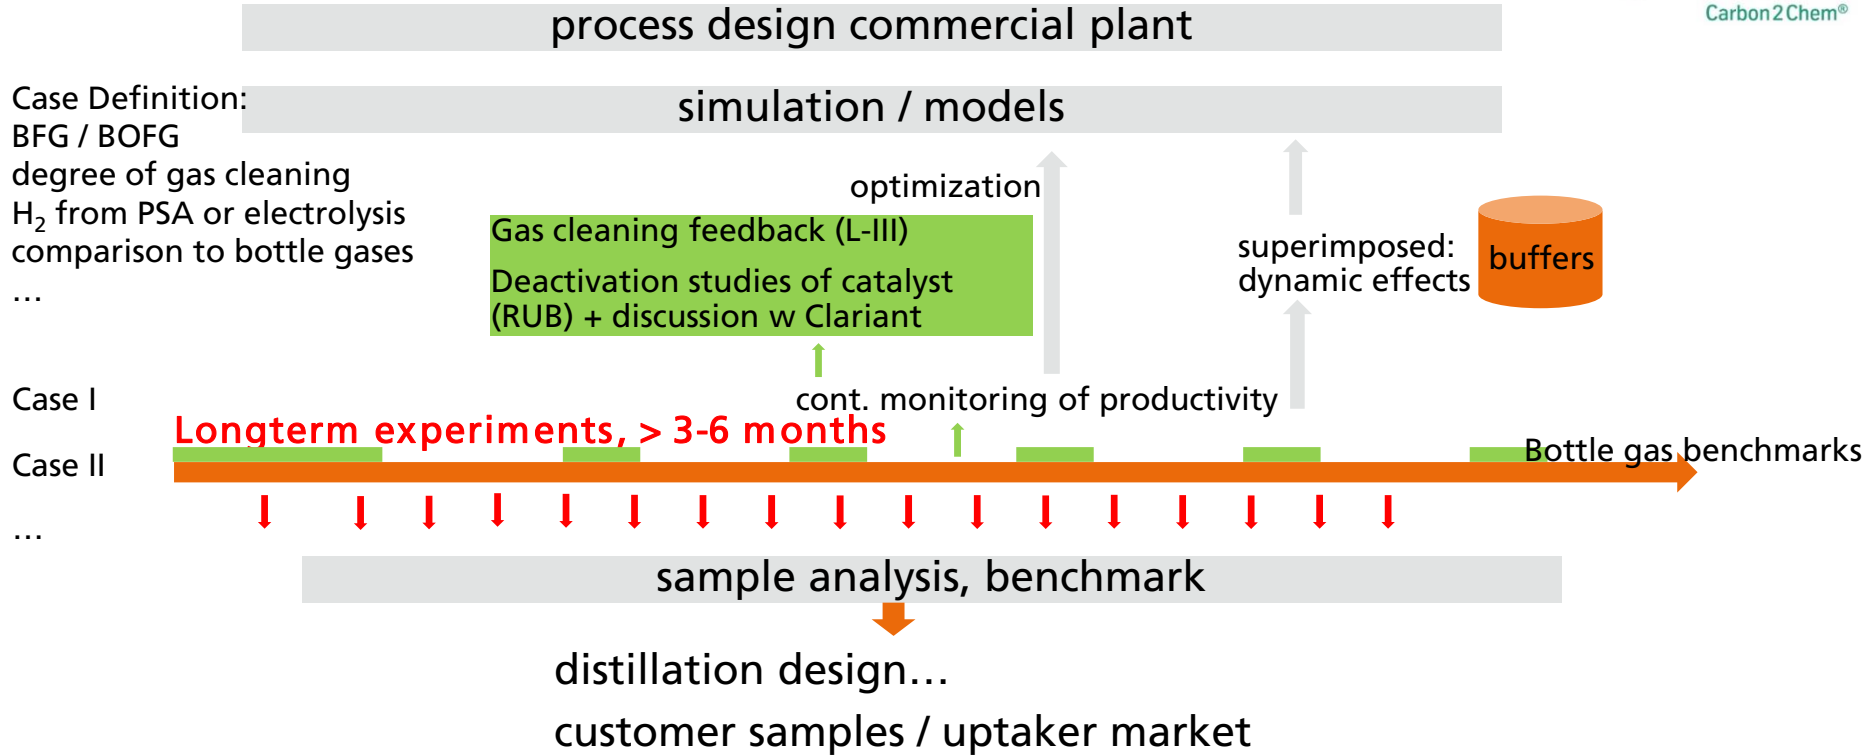 Carbon2Chem®
process design commercial plant
Case Definition:
BFG / BOFG
degree of gas cleaning
H₂ from PSA or electrolysis
comparison to bottle gases
…
simulation / models
optimization
Gas cleaning feedback (L-III)
Deactivation studies of catalyst
(RUB) + discussion w Clariant
superimposed:
dynamic effects
buffers
Case I
cont. monitoring of productivity
Longterm experiments, > 3-6 months
Case II
Bottle gas benchmarks
…
sample analysis, benchmark
distillation design…
customer samples / uptaker market